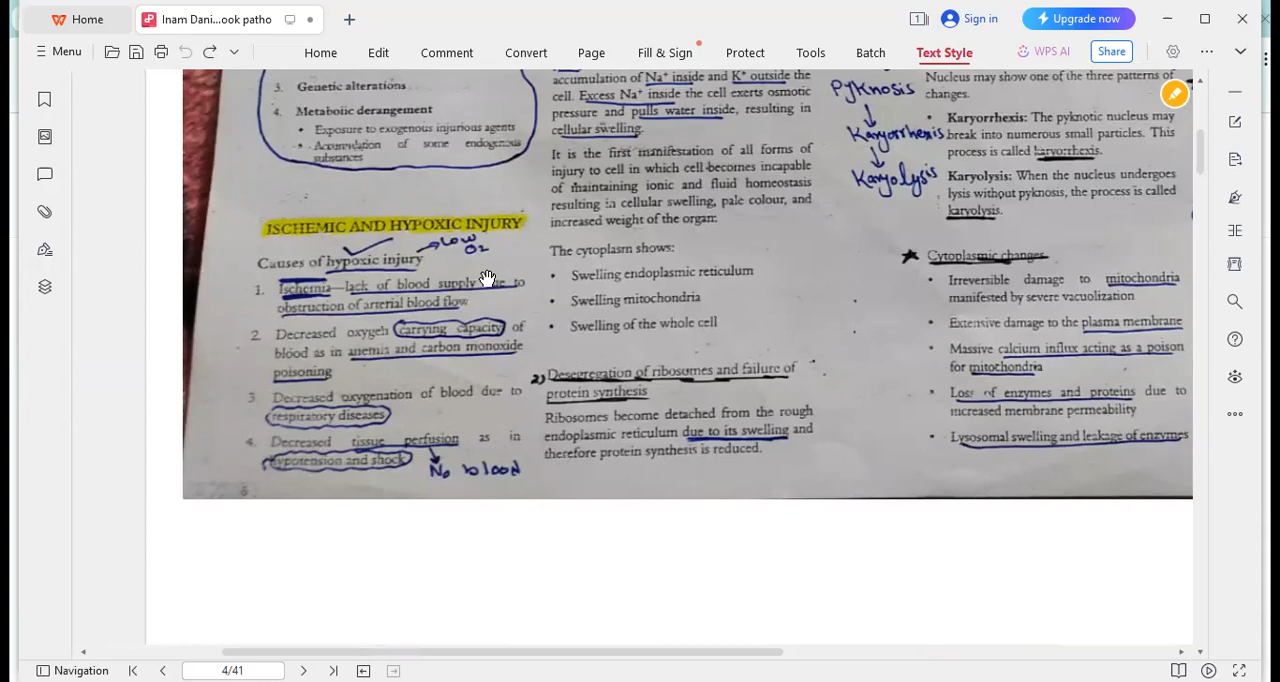 Home
Inam Dani...ook patho
Sign in
Upgrade now
Menu
Home
Edit
Comment
Convert
Page
Fill & Sign
Protect
Tools
Batch
Text Style
WPS AI
Share
3. Genetic alterations
4. Metabolic derangement
• Exposure to exogenous injurious agents
• Accumulation of some endogenous
substances
ISCHEMIC AND HYPOXIC INJURY
Low
O₂
Causes of hypoxic injury
1. Ischemia—lack of blood supply due to
obstruction of arterial blood flow
2. Decreased oxygen carrying capacity of
blood as in anemia and carbon monoxide
poisoning
3. Decreased oxygenation of blood due to
respiratory diseases
4. Decreased tissue perfusion as in
hypotension and shock
No blood
6
accumulation of Na⁺ inside and K⁺ outside the
cell. Excess Na⁺ inside the cell exerts osmotic
pressure and pulls water inside, resulting in
cellular swelling.
It is the first manifestation of all forms of
injury to cell in which cell becomes incapable
of maintaining ionic and fluid homeostasis
resulting in cellular swelling, pale colour, and
increased weight of the organ.
The cytoplasm shows:
• Swelling endoplasmic reticulum
• Swelling mitochondria
• Swelling of the whole cell
2) Desegregation of ribosomes and failure of
protein synthesis
Ribosomes become detached from the rough
endoplasmic reticulum due to its swelling and
therefore protein synthesis is reduced.
Pyknosis
Karyorrhexis
Karyolysis
Nucleus may show one of the three patterns of
changes.
• Karyorrhexis: The pyknotic nucleus may
break into numerous small particles. This
process is called karyorrhexis.
Karyolysis: When the nucleus undergoes
lysis without pyknosis, the process is called
karyolysis.
Cytoplasmic changes
• Irreversible damage to mitochondria
manifested by severe vacuolization
• Extensive damage to the plasma membrane
• Massive calcium influx acting as a poison
for mitochondria
• Loss of enzymes and proteins due to
increased membrane permeability
• Lysosomal swelling and leakage of enzymes
Navigation
4/41